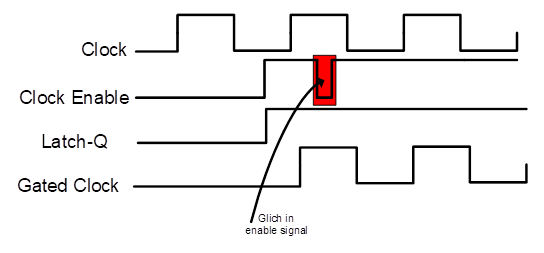 Clock
Clock Enable
Latch-Q
Gated Clock
Glich in
enable signal